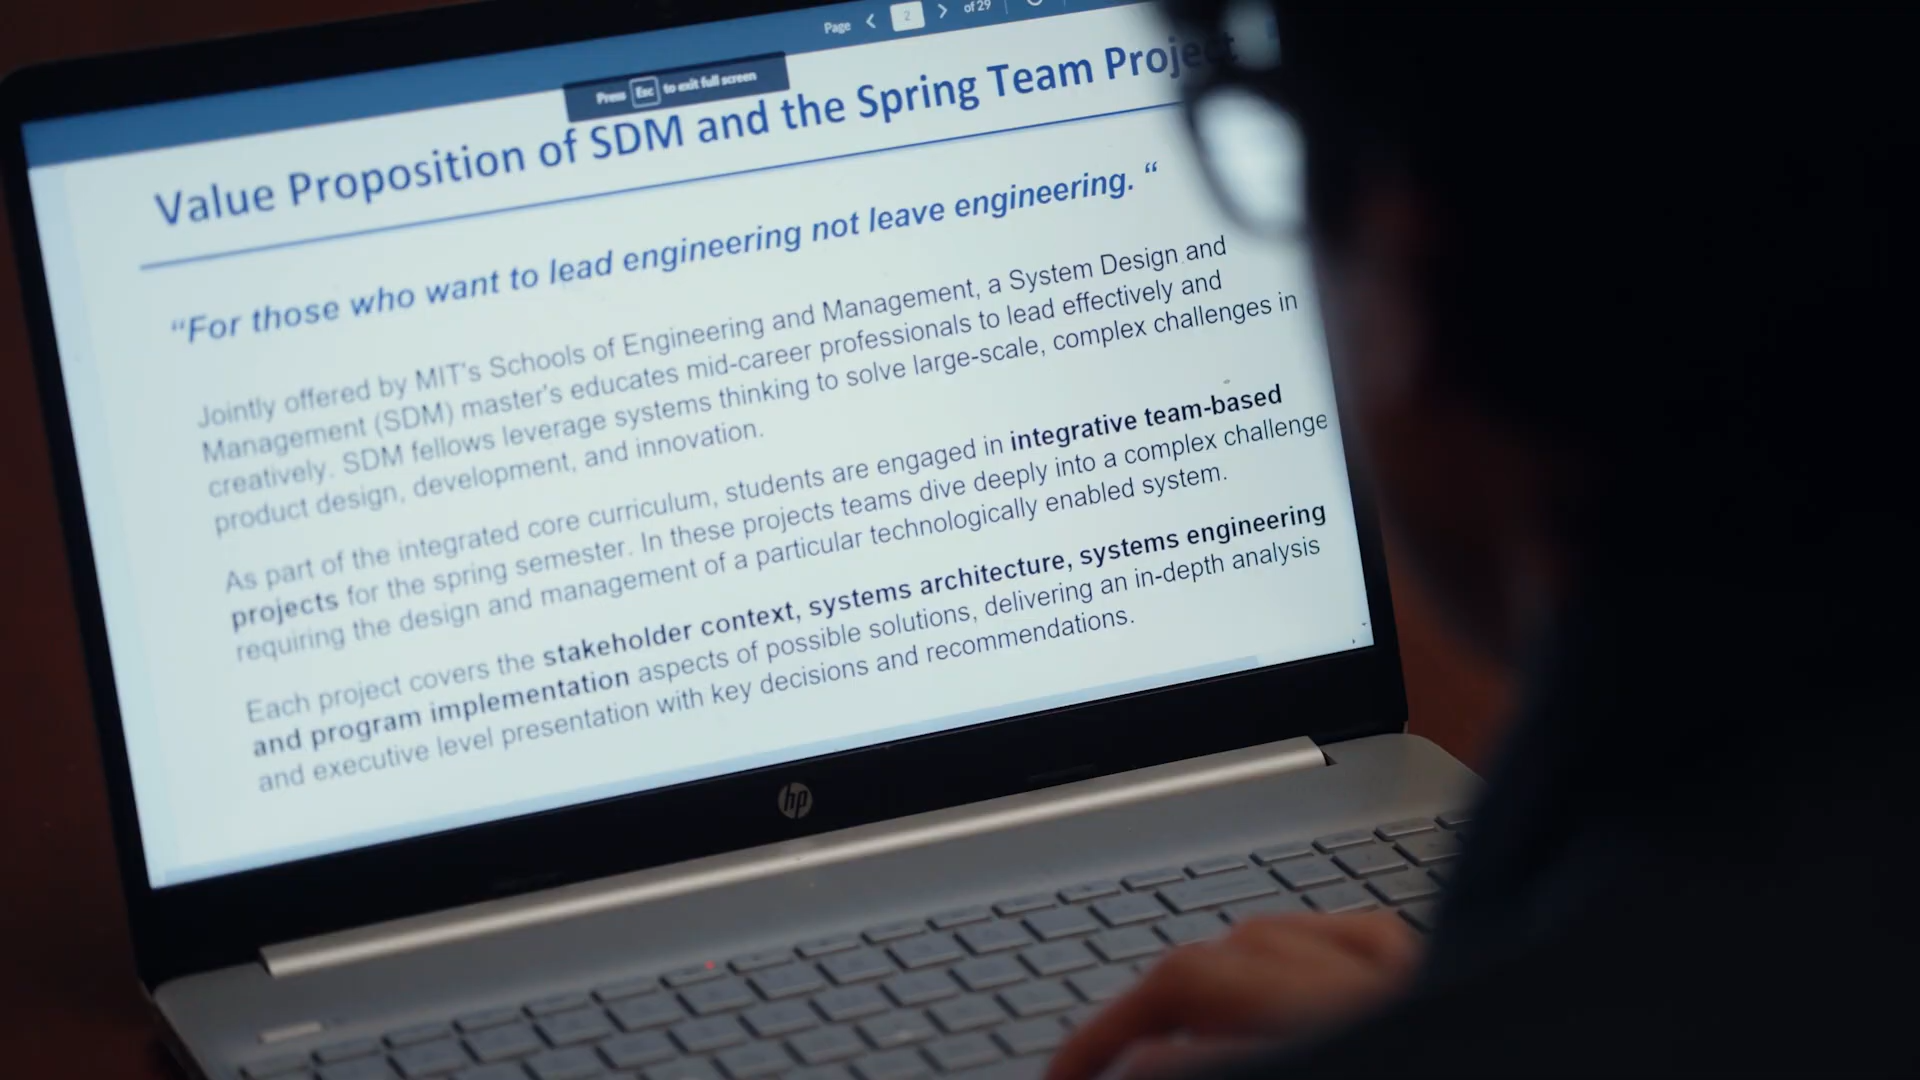 Page 2 of 29
Press Esc to exit full screen
Value Proposition of SDM and the Spring Team Project
“For those who want to lead engineering not leave engineering. “
Jointly offered by MIT's Schools of Engineering and Management, a System Design and
Management (SDM) master's educates mid-career professionals to lead effectively and
creatively. SDM fellows leverage systems thinking to solve large-scale, complex challenges in
product design, development, and innovation.
As part of the integrated core curriculum, students are engaged in integrative team-based
projects for the spring semester. In these projects teams dive deeply into a complex challenge
requiring the design and management of a particular technologically enabled system.
Each project covers the stakeholder context, systems architecture, systems engineering
and program implementation aspects of possible solutions, delivering an in-depth analysis
and executive level presentation with key decisions and recommendations.
hp